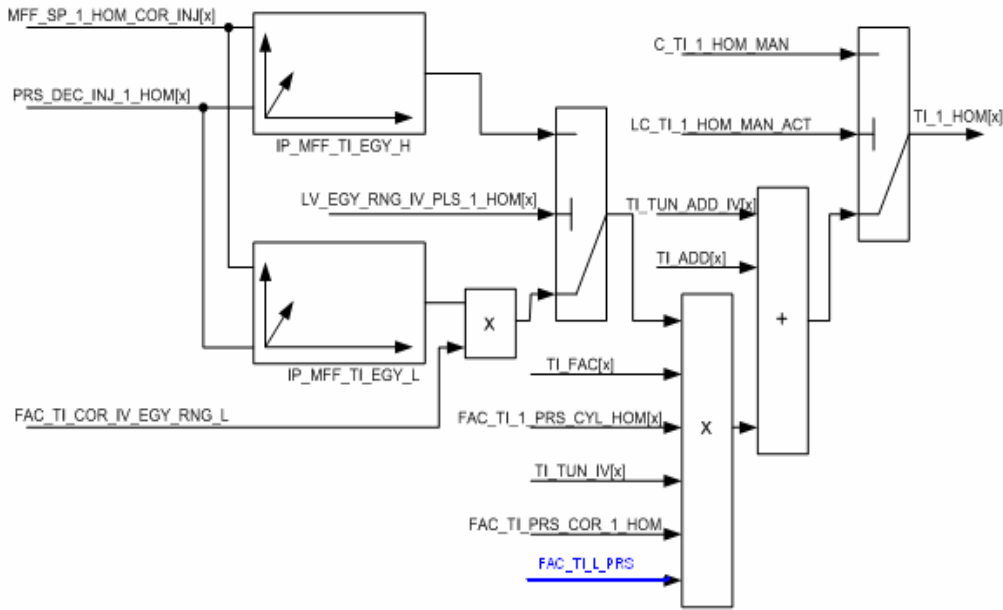 MFF_SP_1_HOM_COR_INJ[x]
C_TI_1_HOM_MAN
PRS_DEC_INJ_1_HOM[x]
LC_TI_1_HOM_MAN_ACT
TI_1_HOM[x]
IP_MFF_TI_EGY_H
LV_EGY_RNG_IV_PLS_1_HOM[x]
TI_TUN_ADD_IV[x]
TI_ADD[x]
X
+
IP_MFF_TI_EGY_L
TI_FAC[x]
FAC_TI_COR_IV_EGY_RNG_L
FAC_TI_1_PRS_CYL_HOM[x]
X
TI_TUN_IV[x]
FAC_TI_PRS_COR_1_HOM
FAC_TI_L_PRS